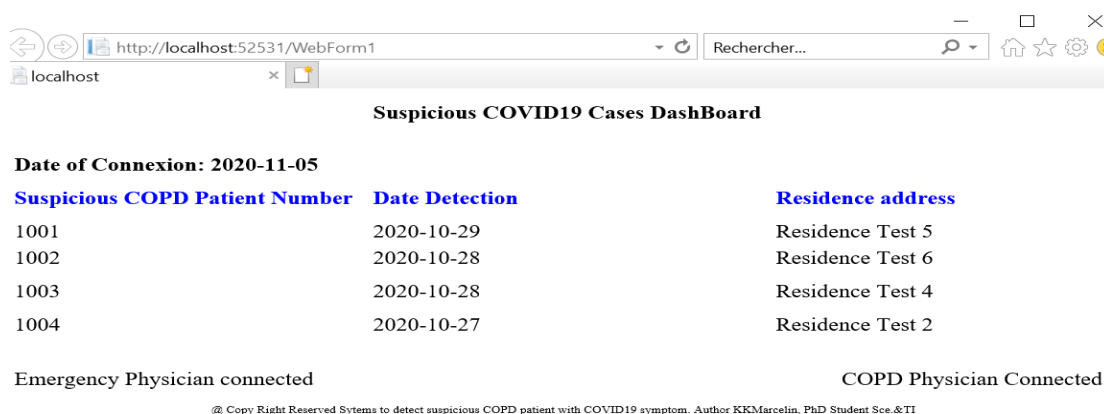 http://localhost:52531/WebForm1 Rechercher...
localhost
Suspicious COVID19 Cases DashBoard
Date of Connexion: 2020-11-05
Suspicious COPD Patient Number Date Detection Residence address
1001 2020-10-29 Residence Test 5
1002 2020-10-28 Residence Test 6
1003 2020-10-28 Residence Test 4
1004 2020-10-27 Residence Test 2
Emergency Physician connected COPD Physician Connected
@ Copy Right Reserved Sytems to detect suspicious COPD patient with COVID19 symptom. Author KKMarcelin, PhD Student Sce.&TI